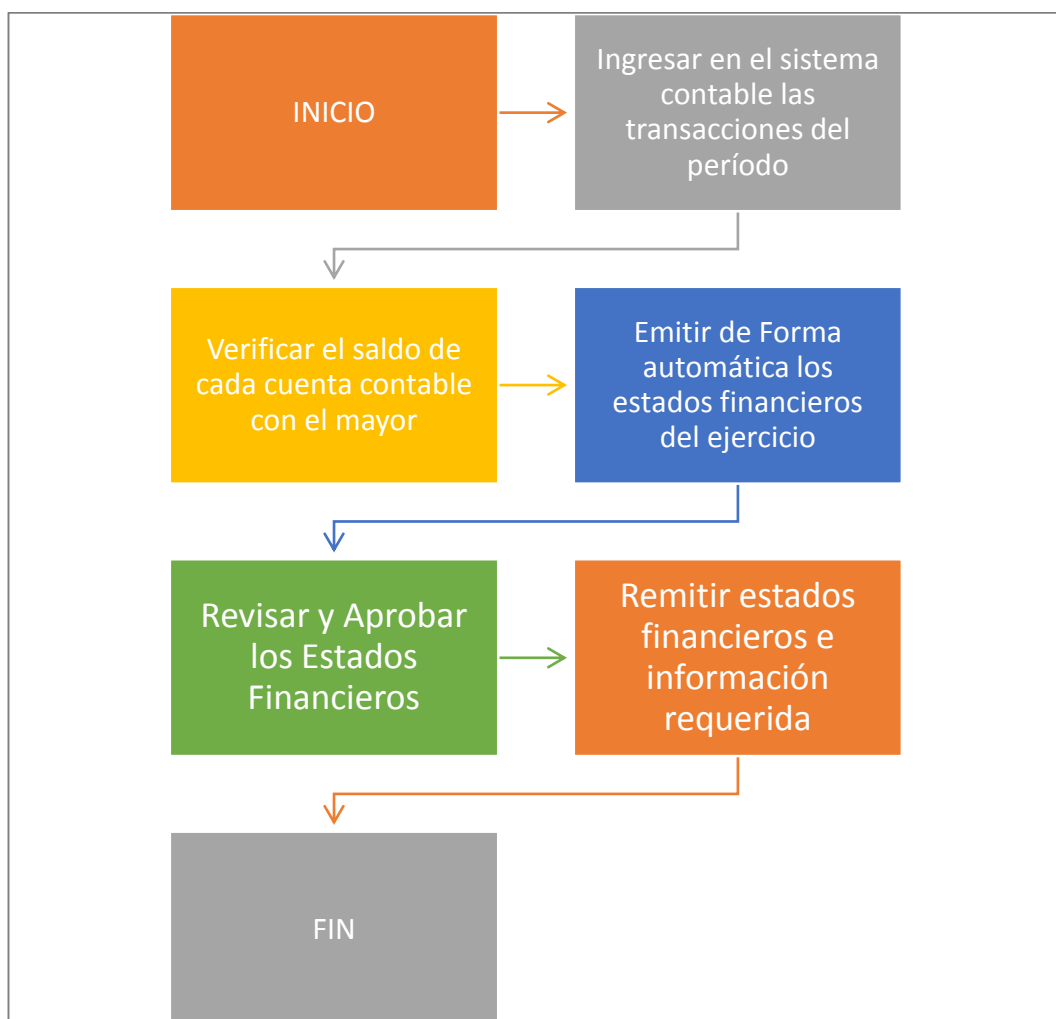 INICIO
Ingresar en el sistema
contable las
transacciones del
período
Verificar el saldo de
cada cuenta contable
con el mayor
Emitir de Forma
automática los
estados financieros
del ejercicio
Revisar y Aprobar
los Estados
Financieros
Remitir estados
financieros e
información
requerida
FIN